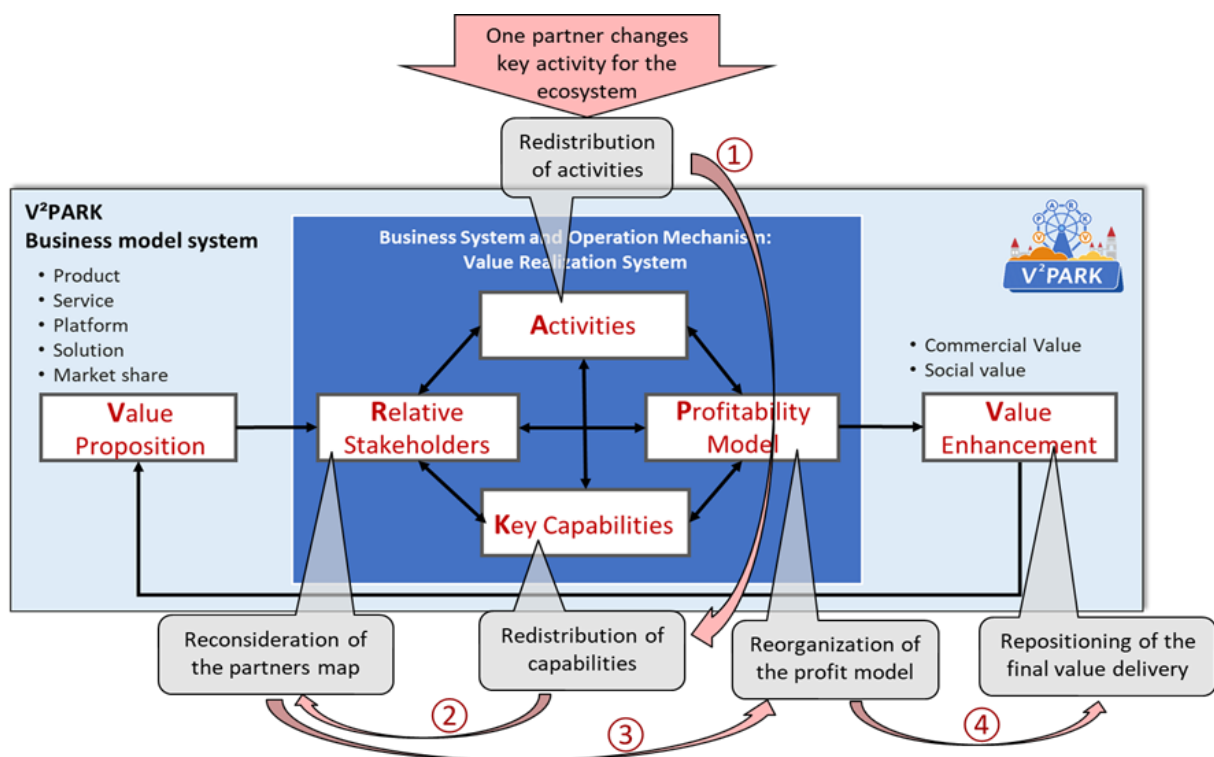 One partner changes
key activity for the
ecosystem
Redistribution
of activities
①
V²PARK
Business model system
• Product
• Service
• Platform
• Solution
• Market share
Business System and Operation Mechanism:
Value Realization System
P A R K V V
V²PARK
Activities
• Commercial Value
• Social value
Value
Proposition
Relative
Stakeholders
Profitability
Model
Value
Enhancement
Key Capabilities
Reconsideration of
the partners map
Redistribution of
capabilities
Reorganization of
the profit model
Repositioning of the
final value delivery
②
③
④